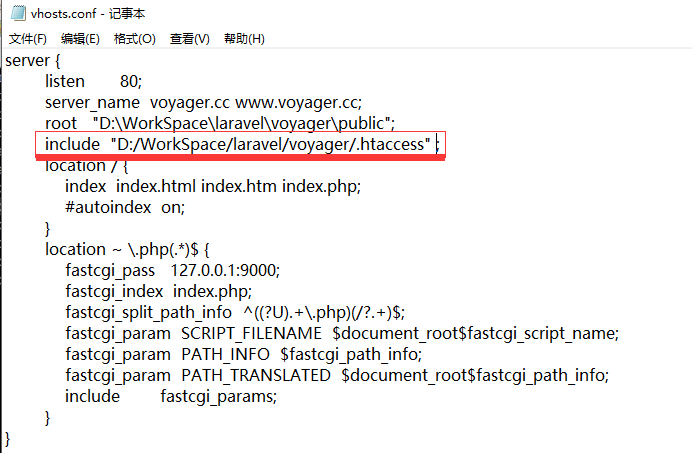 vhosts.conf - 记事本
文件(F) 编辑(E) 格式(O) 查看(V) 帮助(H)
server {
listen 80;
server_name voyager.cc www.voyager.cc;
root "D:\WorkSpace\laravel\voyager\public";
include "D:/WorkSpace/laravel/voyager/.htaccess" ;
location / {
index index.html index.htm index.php;
#autoindex on;
}
location ~ \.php(.*)$ {
fastcgi_pass 127.0.0.1:9000;
fastcgi_index index.php;
fastcgi_split_path_info ^((?U).+\.php)(/?.+)$;
fastcgi_param SCRIPT_FILENAME $document_root$fastcgi_script_name;
fastcgi_param PATH_INFO $fastcgi_path_info;
fastcgi_param PATH_TRANSLATED $document_root$fastcgi_path_info;
include fastcgi_params;
}
}